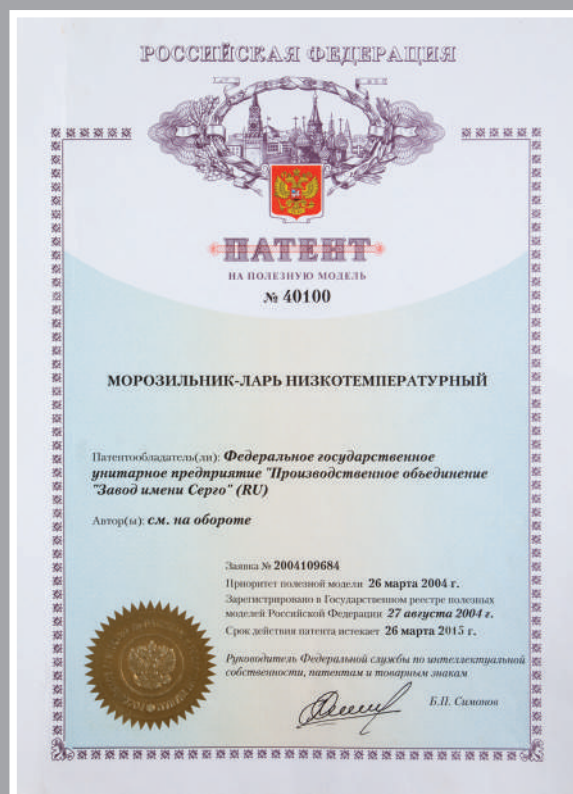 РОССИЙСКАЯ ФЕДЕРАЦИЯ
ПАТЕНТ
НА ПОЛЕЗНУЮ МОДЕЛЬ
№ 40100
МОРОЗИЛЬНИК-ЛАРЬ НИЗКОТЕМПЕРАТУРНЫЙ
Патентообладатель(ли): Федеральное государственное
унитарное предприятие "Производственное объединение
"Завод имени Серго" (RU)
Автор(ы): см. на обороте
Заявка № 2004109684
Приоритет полезной модели 26 марта 2004 г.
Зарегистрировано в Государственном реестре полезных
моделей Российской Федерации 27 августа 2004 г.
Срок действия патента истекает 26 марта 2015 г.
Руководитель Федеральной службы по интеллектуальной
собственности, патентам и товарным знакам
Б.П. Симонов